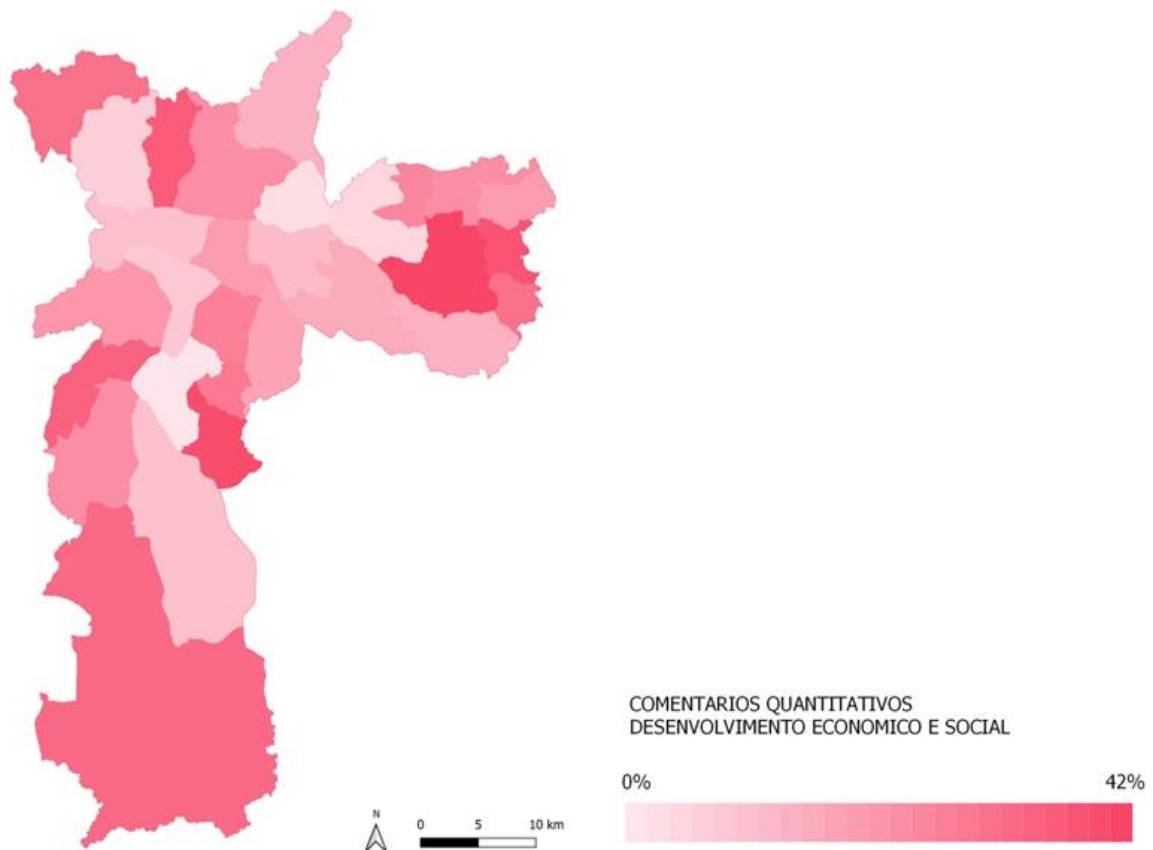 COMENTARIOS QUANTITATIVOS
DESENVOLVIMENTO ECONOMICO E SOCIAL
0% 42%
N
0 5 10 km